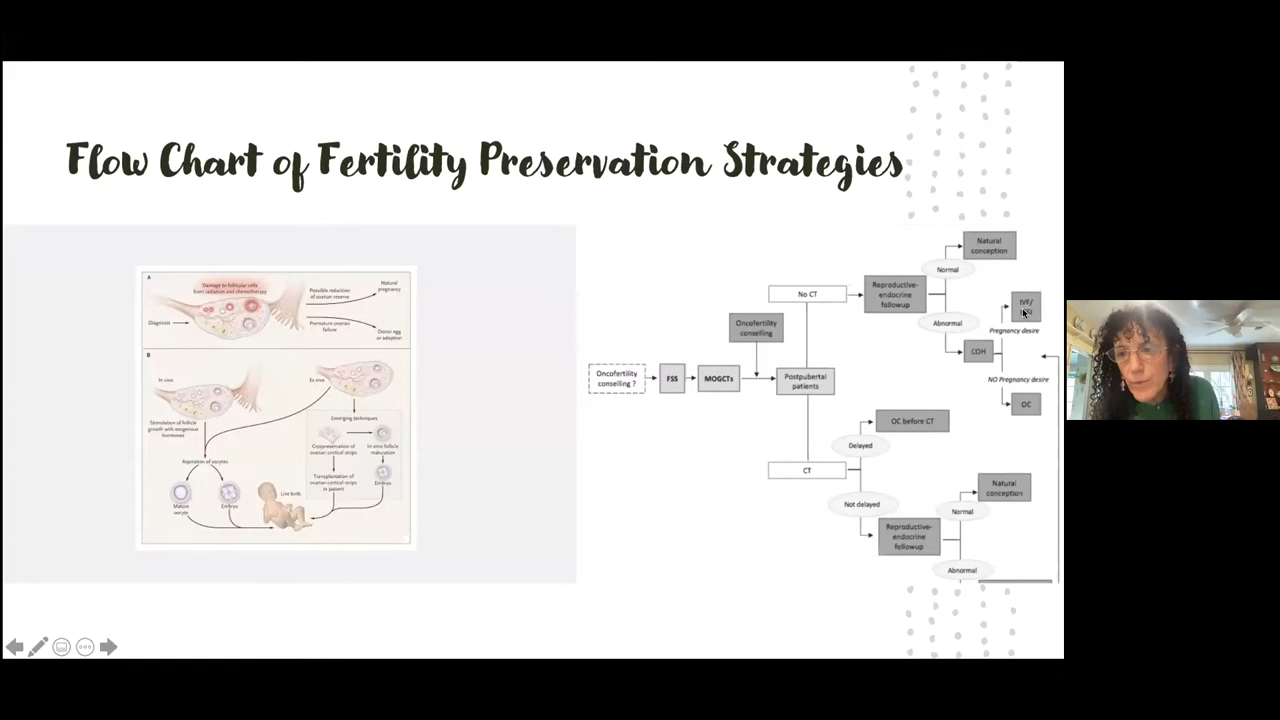 Flow Chart of Fertility Preservation Strategies
A
Damage to follicular cells
from radiation and chemotherapy
Diagnosis
Possible reduction
of ovarian reserve
Natural
pregnancy
Premature ovarian
failure
Donor egg
or adoption
B
In vivo
Ex vivo
Stimulation of follicle
growth with exogenous
hormones
Emerging techniques
Cryopreservation of
ovarian cortical strips
In vitro follicle
maturation
Aspiration of oocytes
Transplantation of
ovarian cortical strips
in patient
Embryo
Mature
oocyte
Embryo
Live birth
Oncofertility
conselling ?
FSS
MOGCTs
Oncofertility
conselling
Postpubertal
patients
No CT
Reproductive-
endocrine
followup
Normal
Natural
conception
Abnormal
COH
IVF/
Pregnancy desire
NO Pregnancy desire
OC
CT
Delayed
OC before CT
Not delayed
Reproductive-
endocrine
followup
Normal
Natural
conception
Abnormal